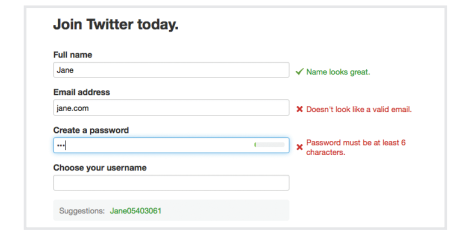 Join Twitter today.
Full name
Jane
✓ Name looks great.
Email address
jane.com
✖ Doesn't look like a valid email.
Create a password
•••
✖ Password must be at least 6
characters.
Choose your username
Suggestions: Jane05403061